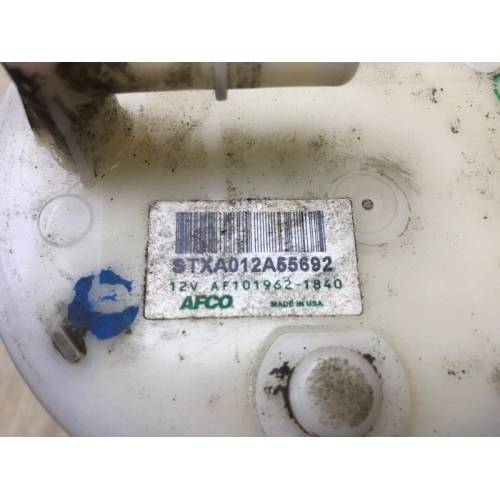 STXA012A55692
12V AF101962-1840
AFCO MADE IN USA